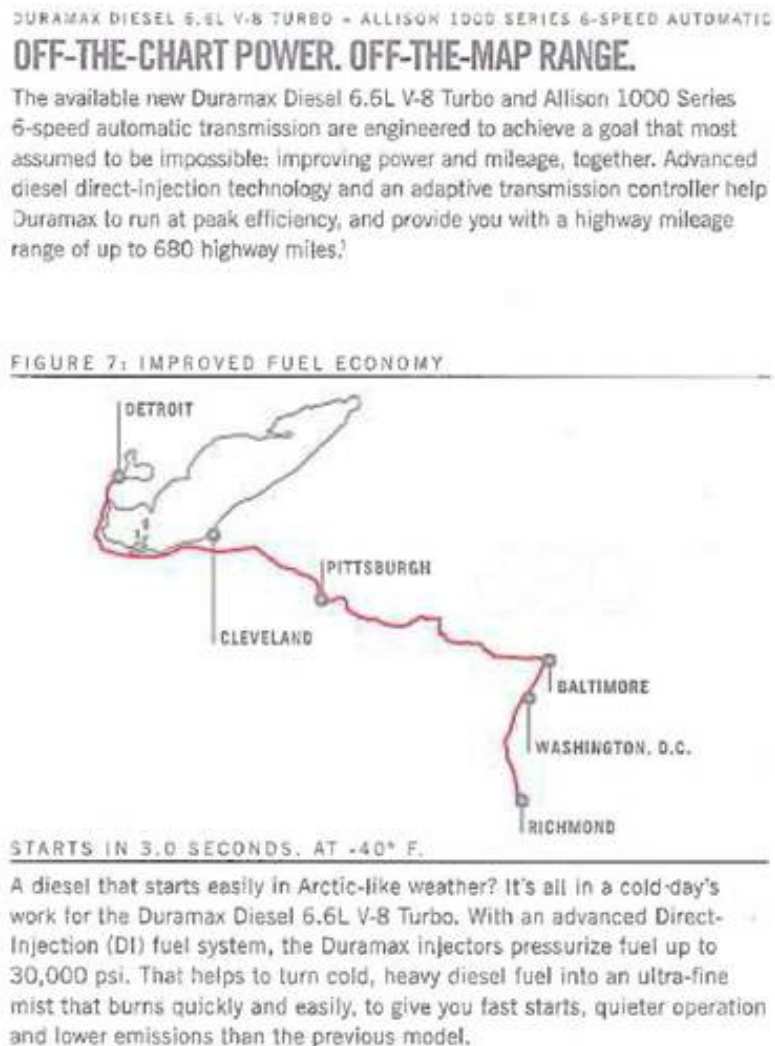 DURAMAX DIESEL 6.6L V-8 TURBO + ALLISON 1000 SERIES 6-SPEED AUTOMATIC
OFF-THE-CHART POWER. OFF-THE-MAP RANGE.
The available new Duramax Diesel 6.6L V-8 Turbo and Allison 1000 Series
6-speed automatic transmission are engineered to achieve a goal that most
assumed to be impossible: improving power and mileage, together. Advanced
diesel direct-injection technology and an adaptive transmission controller help
Duramax to run at peak efficiency, and provide you with a highway mileage
range of up to 680 highway miles.¹
FIGURE 7: IMPROVED FUEL ECONOMY
DETROIT
PITTSBURGH
CLEVELAND
BALTIMORE
WASHINGTON, D.C.
RICHMOND
STARTS IN 3.0 SECONDS. AT -40° F.
A diesel that starts easily in Arctic-like weather? It's all in a cold-day's
work for the Duramax Diesel 6.6L V-8 Turbo. With an advanced Direct-
Injection (DI) fuel system, the Duramax injectors pressurize fuel up to
30,000 psi. That helps to turn cold, heavy diesel fuel into an ultra-fine
mist that burns quickly and easily, to give you fast starts, quieter operation
and lower emissions than the previous model.